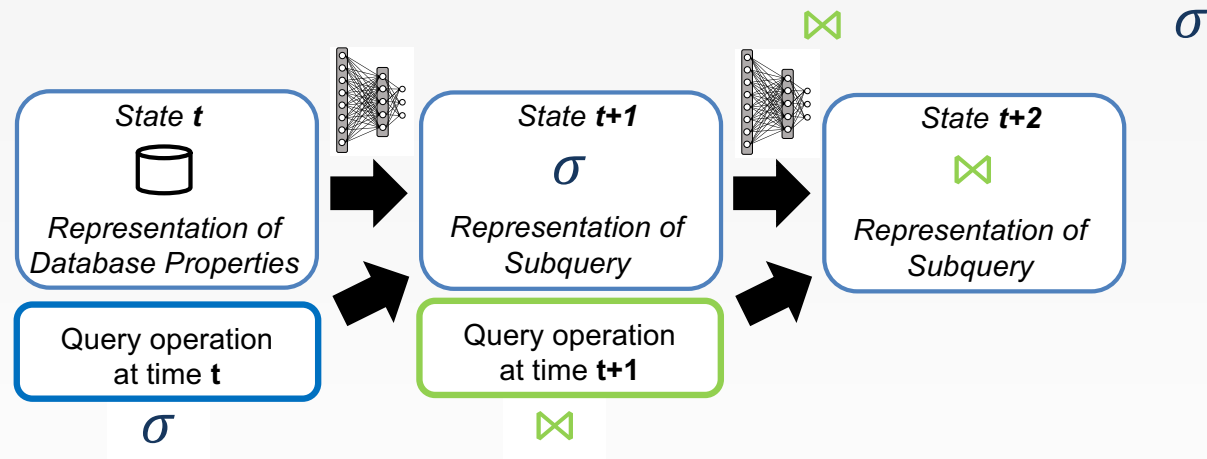 ⋈ σ
State t
Representation of
Database Properties
State t+1
σ
Representation of
Subquery
State t+2
⋈
Representation of
Subquery
Query operation
at time t
σ
Query operation
at time t+1
⋈